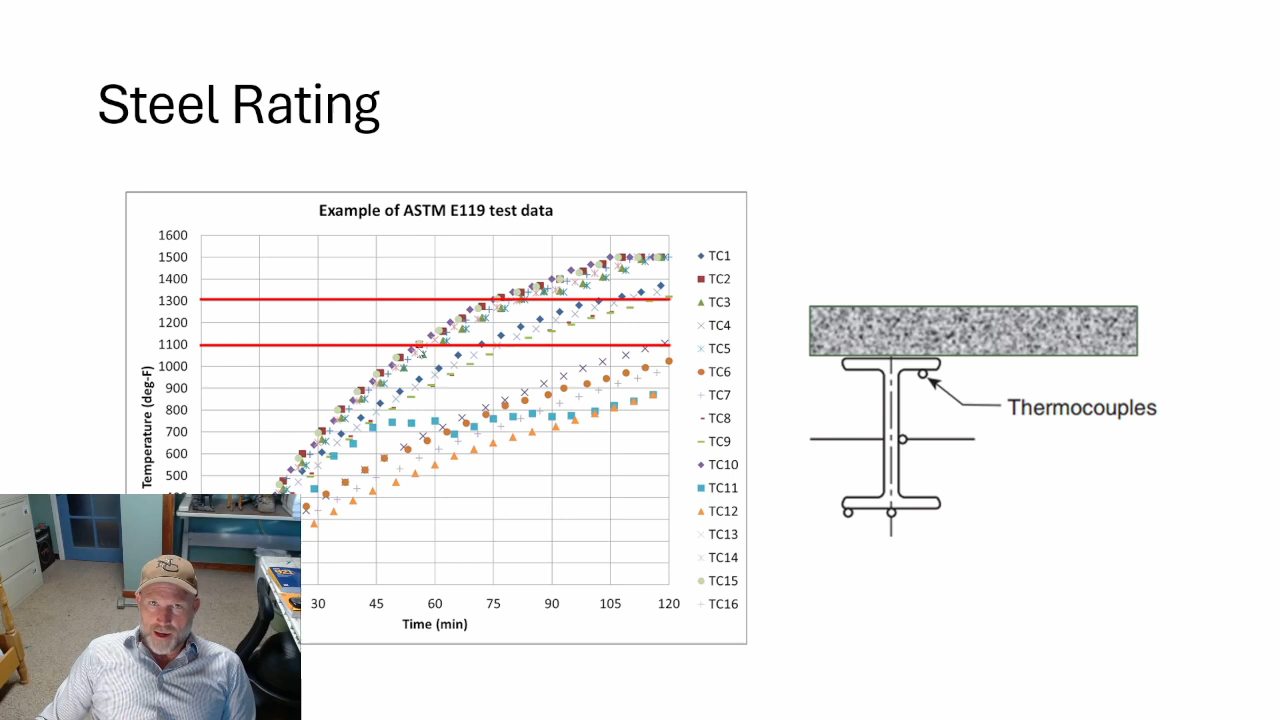 Steel Rating
Example of ASTM E119 test data
1600
1500
1400
1300
1200
1100
1000
900
800
700
600
500
Temperature (deg-F)
30 45 60 75 90 105 120
Time (min)
TC1
TC2
TC3
TC4
TC5
TC6
TC7
TC8
TC9
TC10
TC11
TC12
TC13
TC14
TC15
TC16
Thermocouples